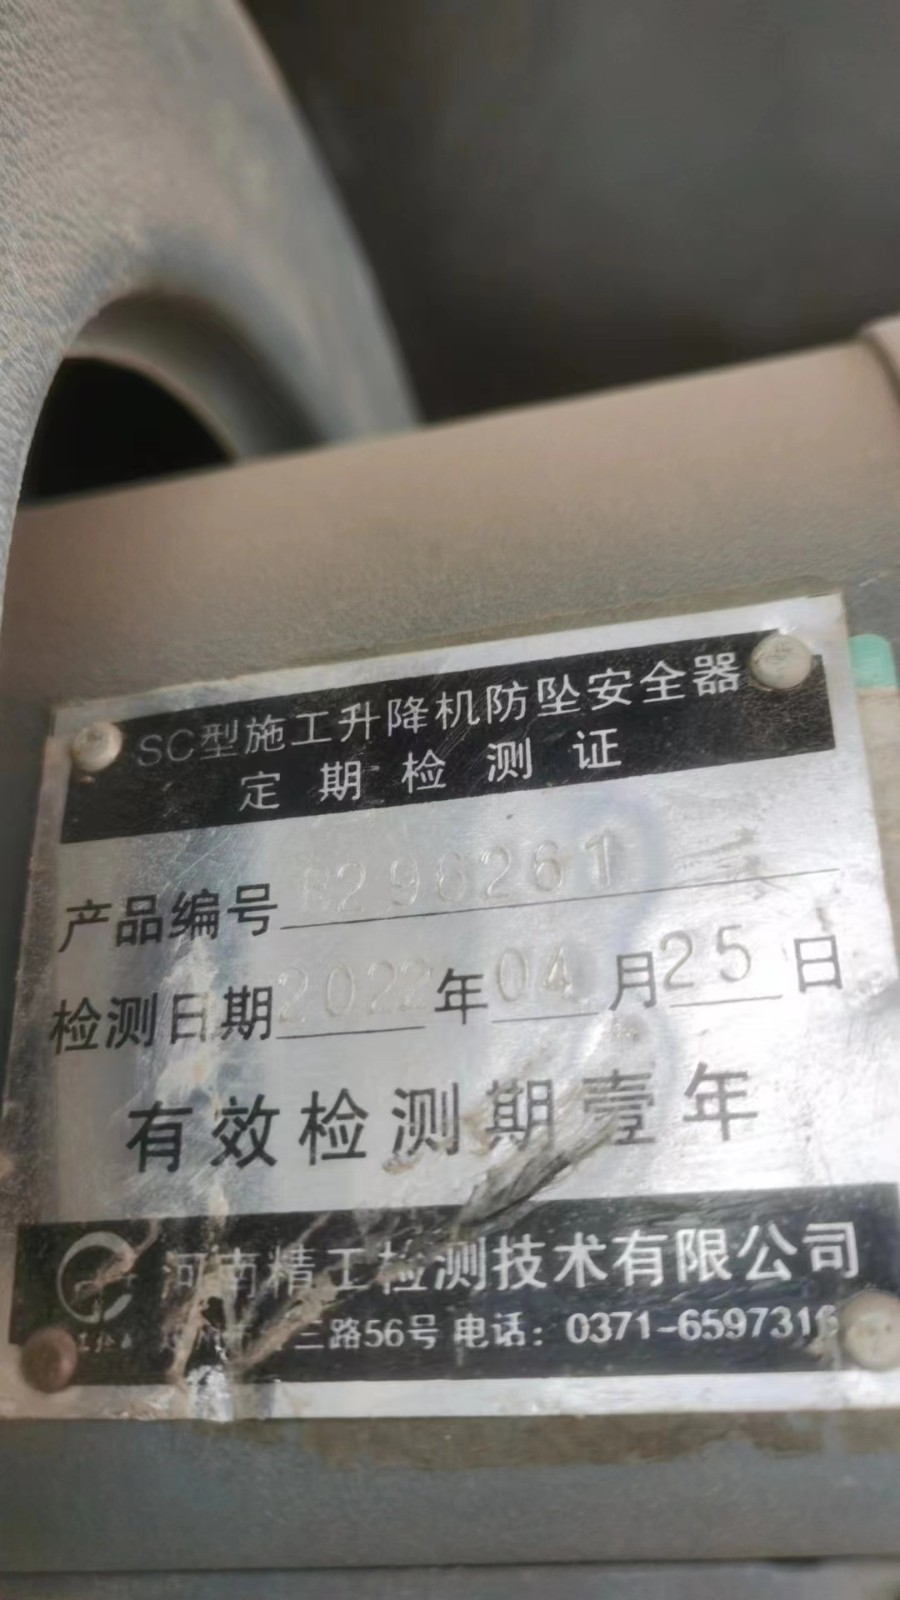 SC型施工升降机防坠安全器
定期检测证
产品编号 296261
检测日期2022年04月25日
有效检测期壹年
河南精工检测技术有限公司
三路56号 电话：0371-6597316